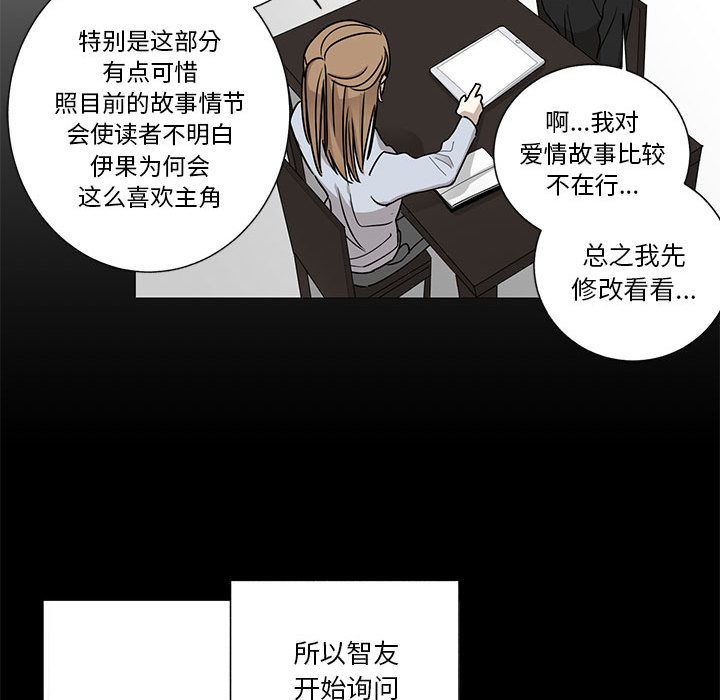 特别是这部分
有点可惜
照目前的故事情节
会使读者不明白
伊果为何会
这么喜欢主角
啊...我对
爱情故事比较
不在行...
总之我先
修改看看...
所以智友
开始询问